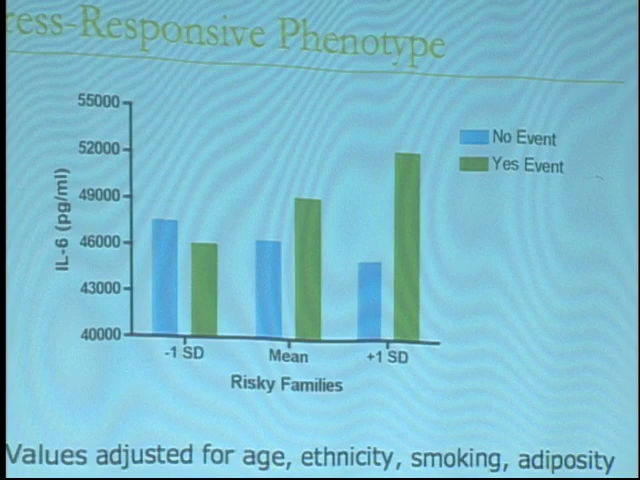 ress-Responsive Phenotype
55000
52000
49000
46000
43000
40000
IL-6 (pg/ml)
No Event
Yes Event
-1 SD
Mean
+1 SD
Risky Families
Values adjusted for age, ethnicity, smoking, adiposity